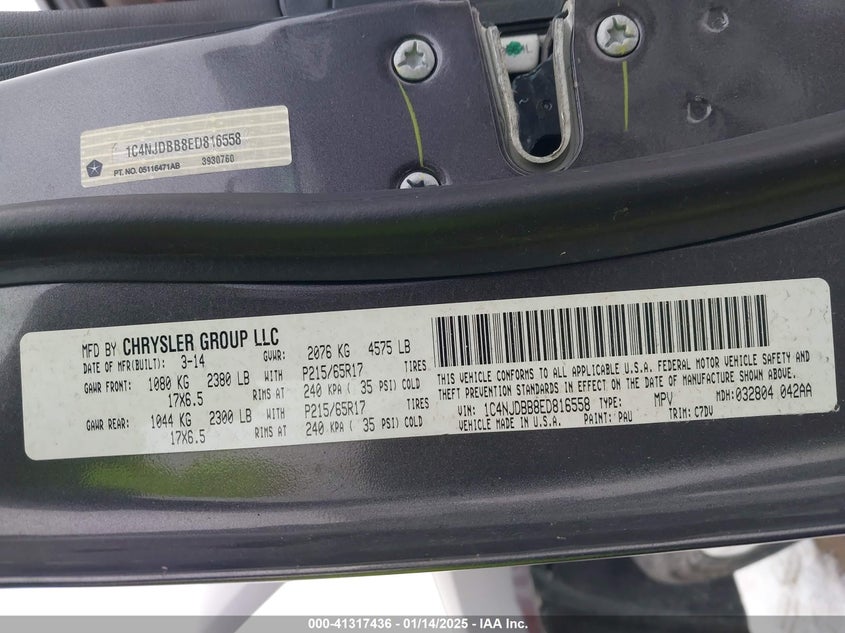 L
1C4NJDBB8ED816558
PT. NO. 05116471AB 3930760
MFD BY CHRYSLER GROUP LLC
DATE OF MFR(BUILT): 3-14 GVWR: 2076 KG 4575 LB
GAWR FRONT: 1080 KG 2380 LB WITH P215/65R17 TIRES
17X6.5 RIMS AT 240 KPA ( 35 PSI) COLD
GAWR REAR: 1044 KG 2300 LB WITH P215/65R17 TIRES
17X6.5 RIMS AT 240 KPA ( 35 PSI) COLD
THIS VEHICLE CONFORMS TO ALL APPLICABLE U.S.A. FEDERAL MOTOR VEHICLE SAFETY AND
THEFT PREVENTION STANDARDS IN EFFECT ON THE DATE OF MANUFACTURE SHOWN ABOVE.
VIN: 1C4NJDBB8ED816558 TYPE: MPV MDH: 032804 042AA
VEHICLE MADE IN U.S.A. PAINT: PAU TRIM: C7DV
000-41317436 - 01/14/2025 - IAA Inc.